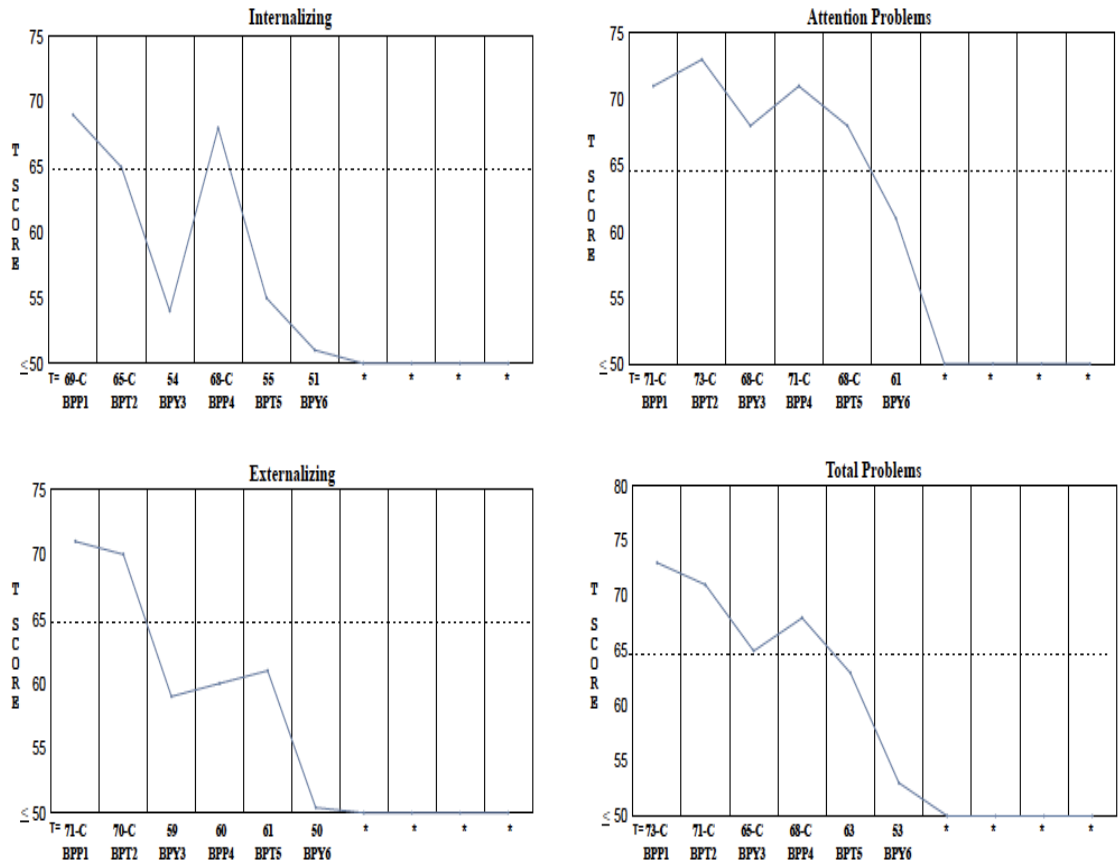 Internalizing
75
70
65
60
55
≤50
T SCORE
T= 69-C 65-C 54 68-C 55 51 * * * *
BPP1 BPT2 BPY3 BPP4 BPT5 BPY6
Attention Problems
75
70
65
60
55
≤50
T SCORE
T= 71-C 73-C 68-C 71-C 68-C 61 * * * *
BPP1 BPT2 BPY3 BPP4 BPT5 BPY6
Externalizing
75
70
65
60
55
≤50
T SCORE
T= 71-C 70-C 59 60 61 50 * * * *
BPP1 BPT2 BPY3 BPP4 BPT5 BPY6
Total Problems
80
75
70
65
60
55
≤50
T SCORE
T= 73-C 71-C 65-C 68-C 63 53 * * * *
BPP1 BPT2 BPY3 BPP4 BPT5 BPY6